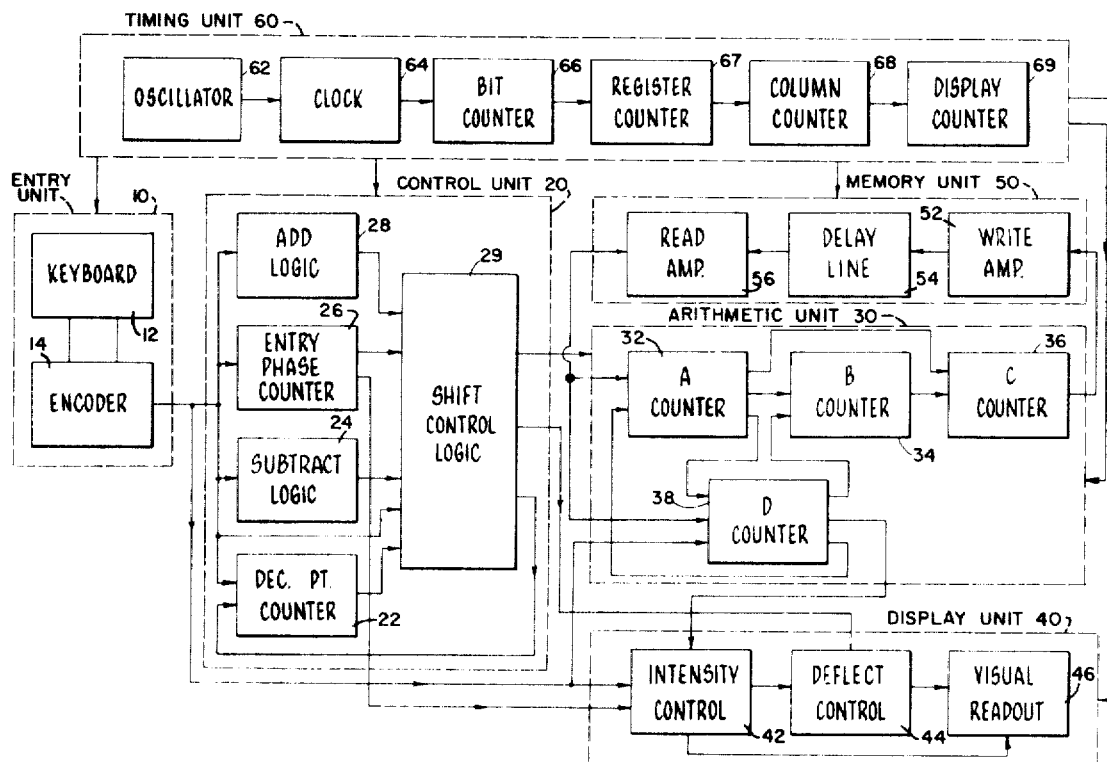 TIMING UNIT 60
62
OSCILLATOR
64
CLOCK
66
BIT
COUNTER
67
REGISTER
COUNTER
68
COLUMN
COUNTER
69
DISPLAY
COUNTER
ENTRY
UNIT
10
KEYBOARD
12
14
ENCODER
CONTROL UNIT 20
28
ADD
LOGIC
26
ENTRY
PHASE
COUNTER
24
SUBTRACT
LOGIC
DEC. PT.
COUNTER
22
29
SHIFT
CONTROL
LOGIC
MEMORY UNIT 50
READ
AMP.
56
DELAY
LINE
54
52
WRITE
AMP.
ARITHMETIC UNIT 30
32
A
COUNTER
B
COUNTER
34
36
C
COUNTER
38
D
COUNTER
DISPLAY UNIT 40
INTENSITY
CONTROL
42
DEFLECT
CONTROL
44
VISUAL
READOUT
46